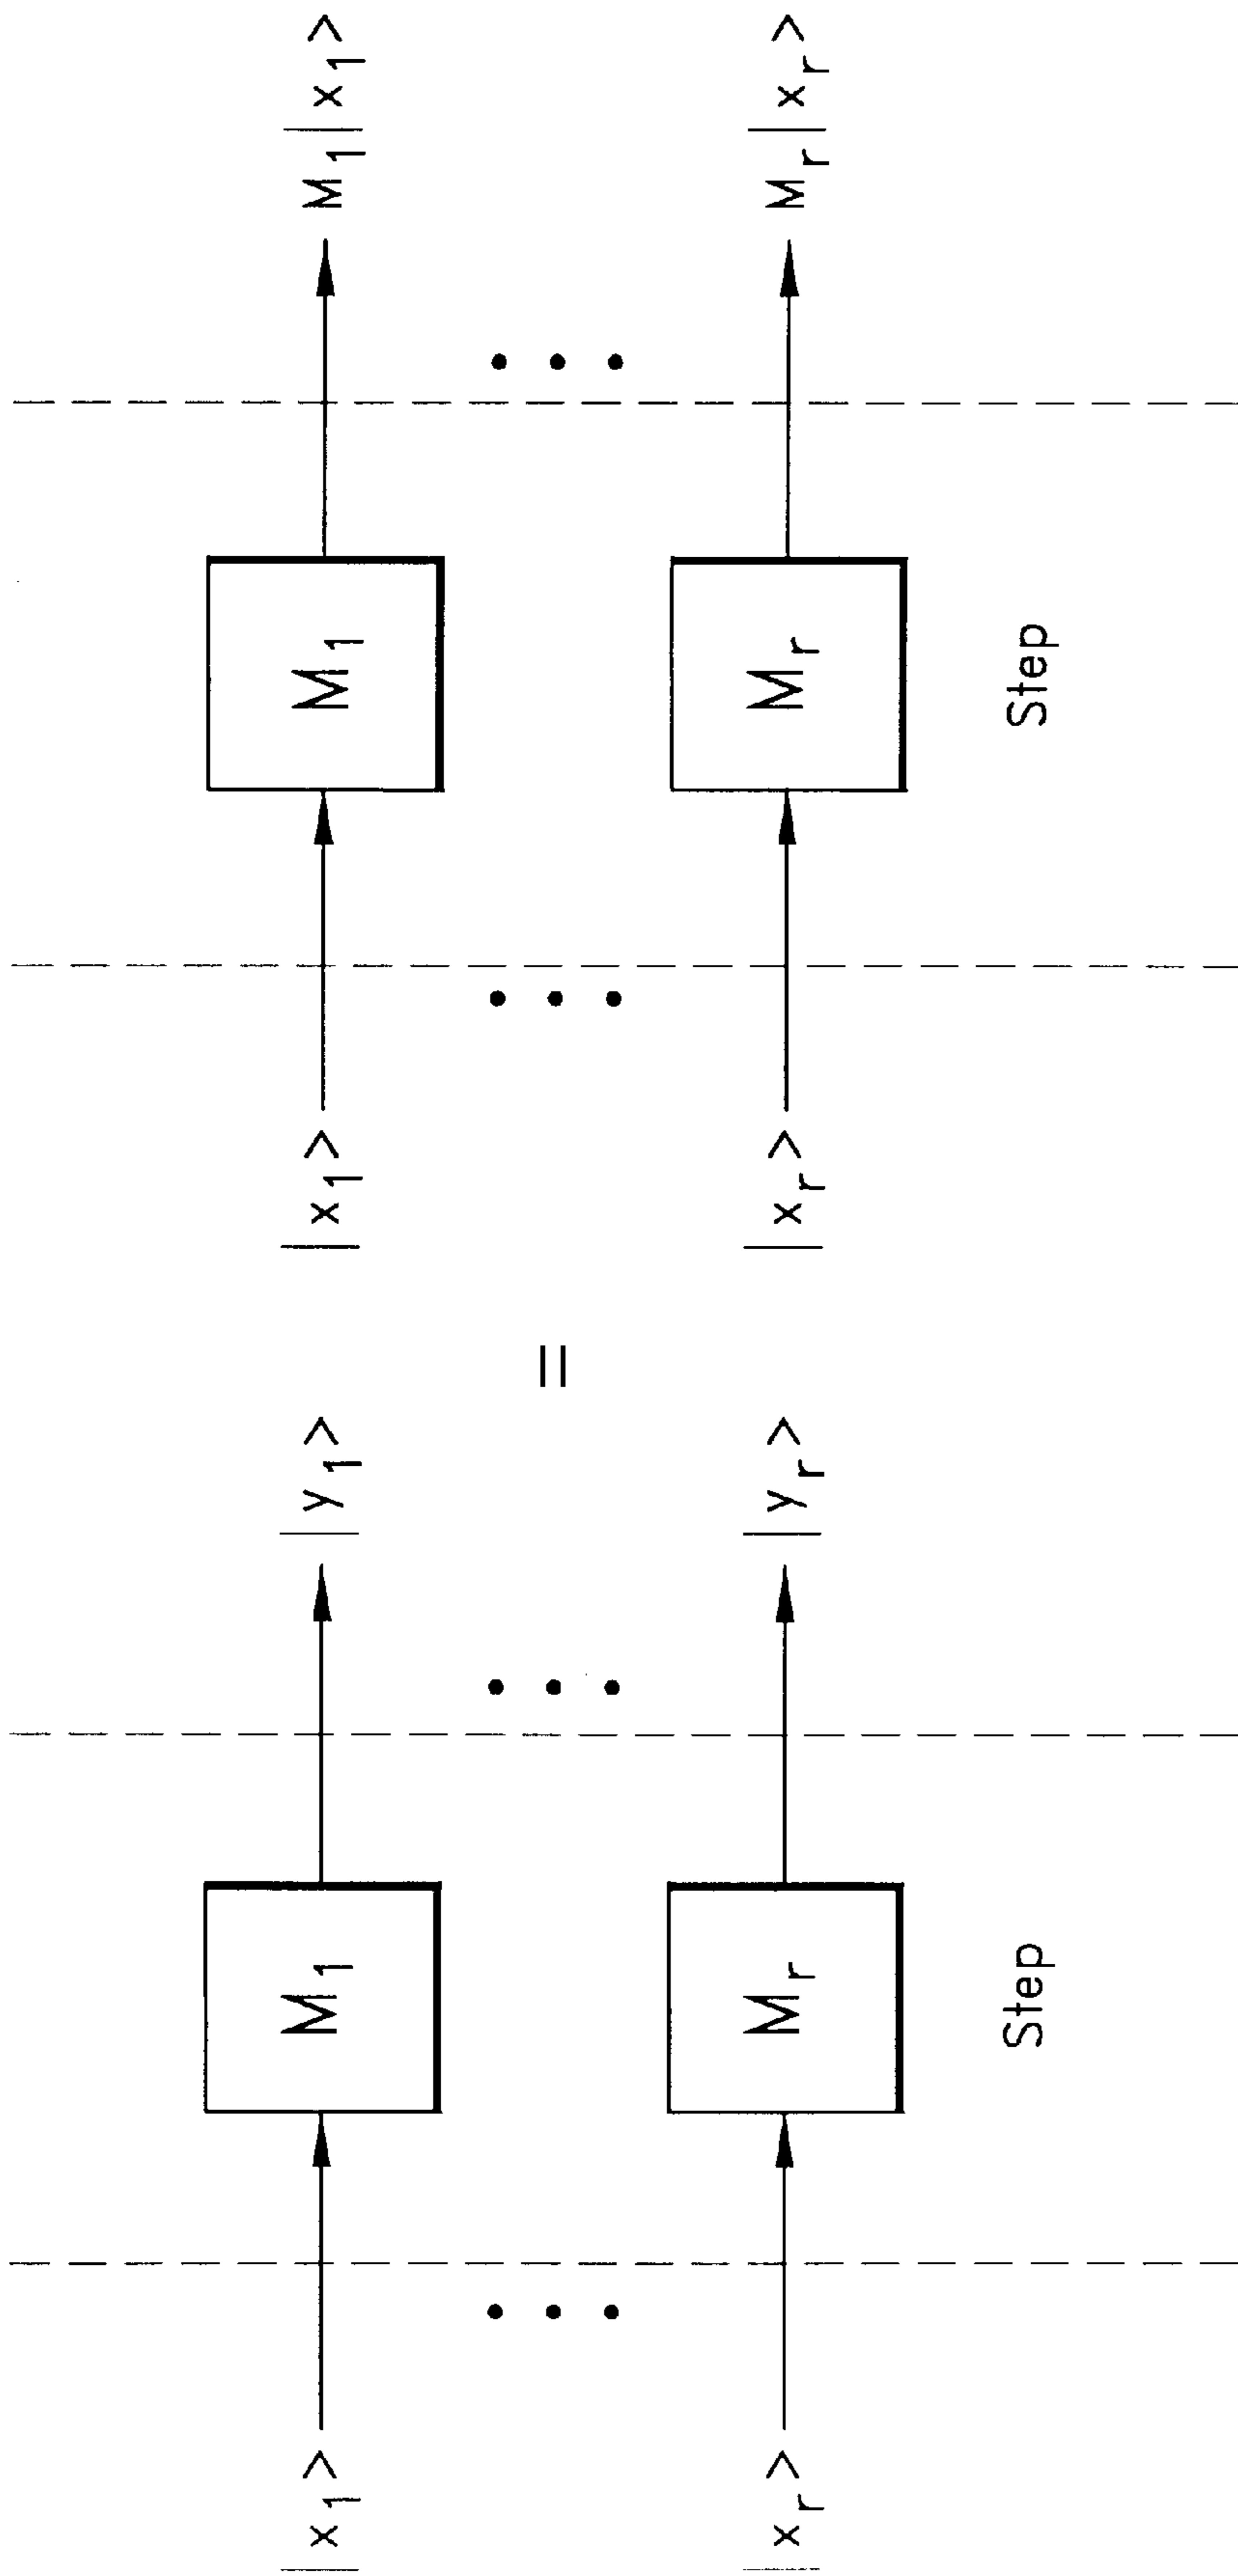 |x₁> M₁ |y₁> = |x₁> M₁ M₁|x₁>
|xᵣ> Mᵣ |yᵣ> |xᵣ> Mᵣ Mᵣ|xᵣ>
Step Step